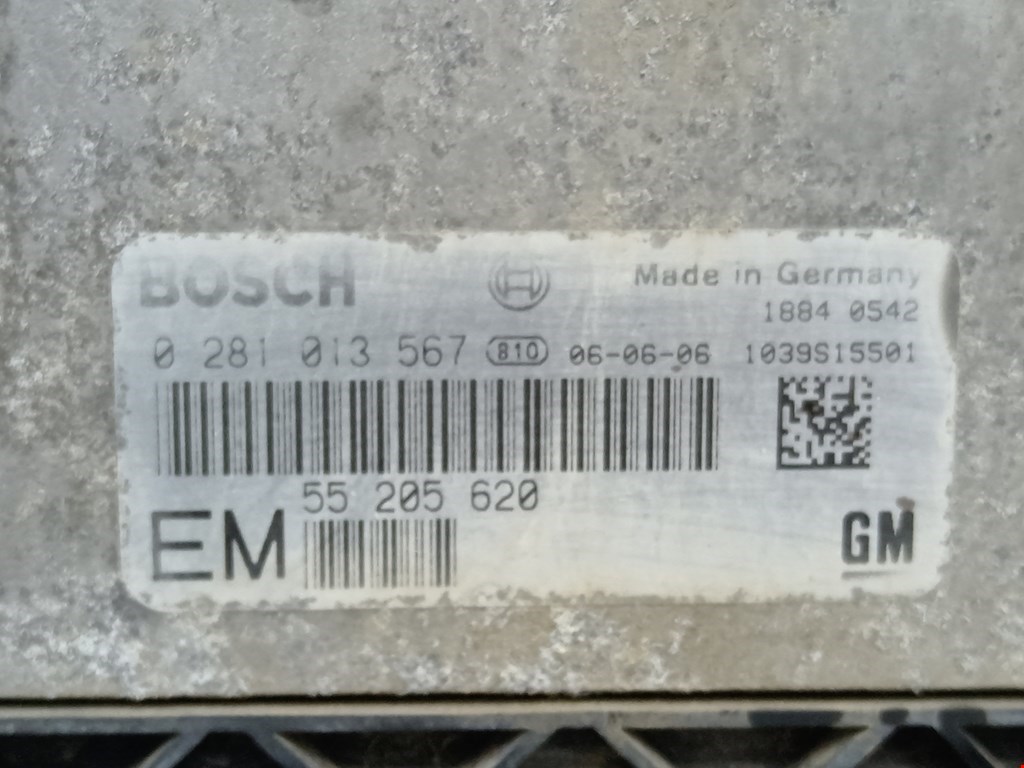 BOSCH Made in Germany
1884 0542
0 281 013 567 810 06-06-06 1039S15501
55 205 620
EM GM